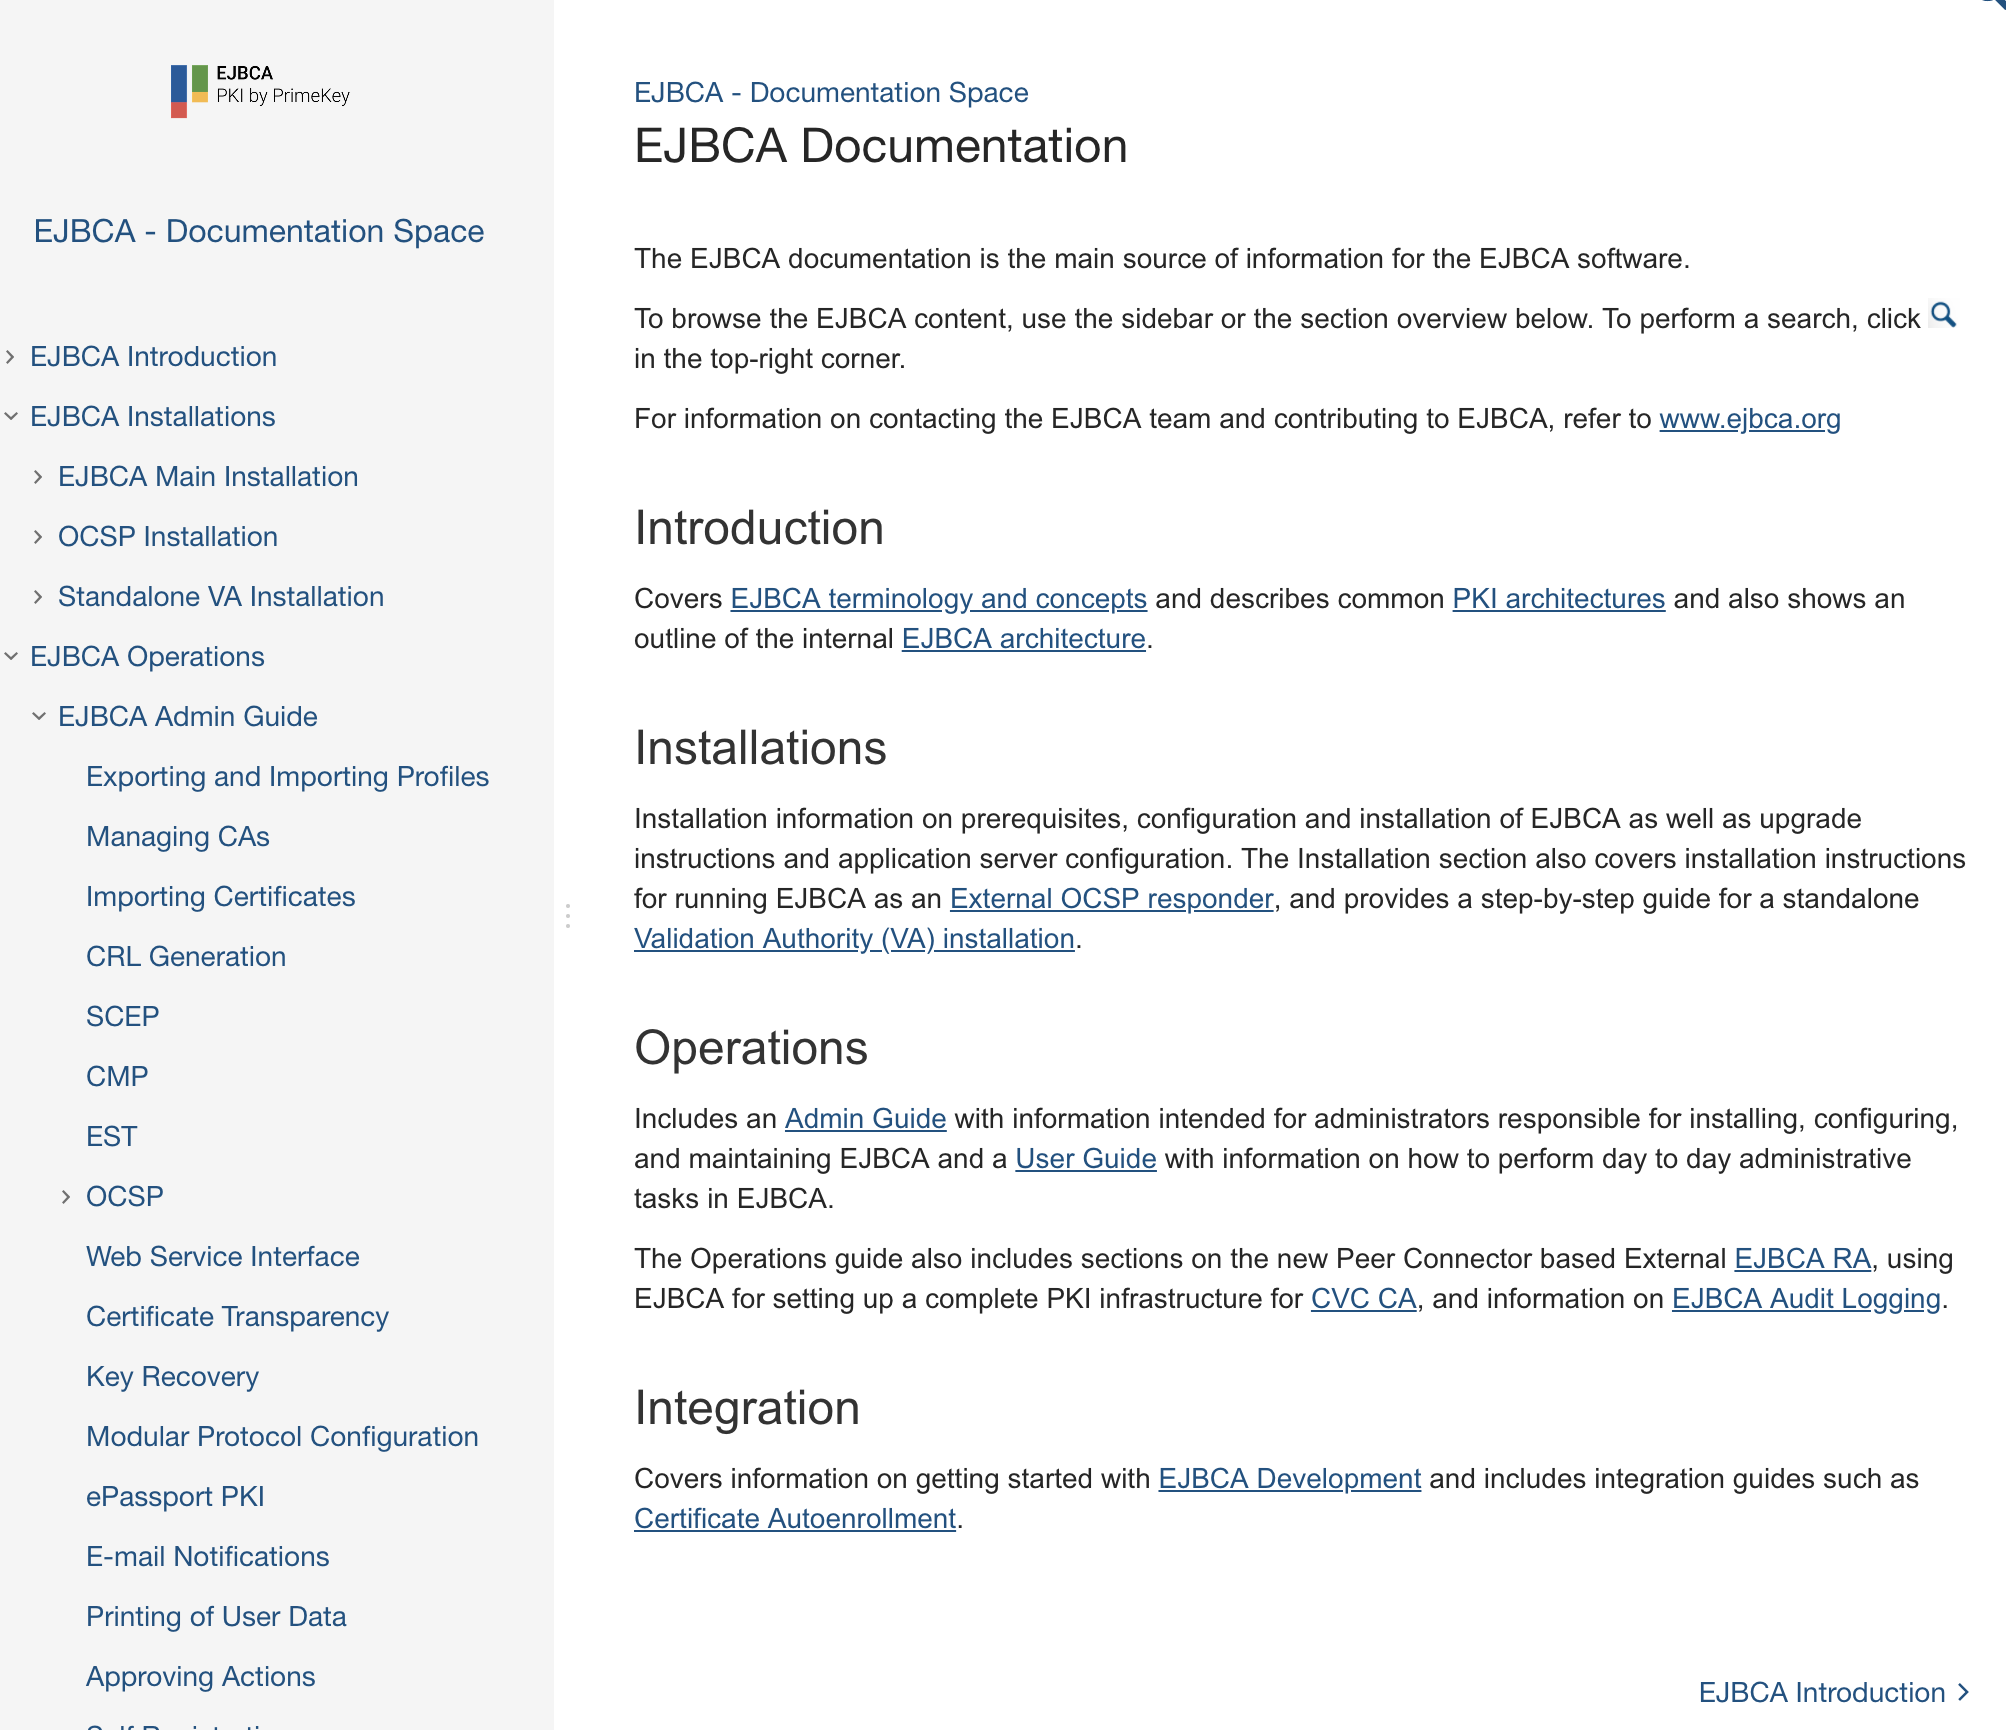 EJBCA
PKI by PrimeKey
EJBCA - Documentation Space
EJBCA Introduction
EJBCA Installations
EJBCA Main Installation
OCSP Installation
Standalone VA Installation
EJBCA Operations
EJBCA Admin Guide
Exporting and Importing Profiles
Managing CAs
Importing Certificates
CRL Generation
SCEP
CMP
EST
OCSP
Web Service Interface
Certificate Transparency
Key Recovery
Modular Protocol Configuration
ePassport PKI
E-mail Notifications
Printing of User Data
Approving Actions
EJBCA - Documentation Space
EJBCA Documentation
The EJBCA documentation is the main source of information for the EJBCA software.
To browse the EJBCA content, use the sidebar or the section overview below. To perform a search, click
in the top-right corner.
For information on contacting the EJBCA team and contributing to EJBCA, refer to www.ejbca.org
Introduction
Covers EJBCA terminology and concepts and describes common PKI architectures and also shows an
outline of the internal EJBCA architecture.
Installations
Installation information on prerequisites, configuration and installation of EJBCA as well as upgrade
instructions and application server configuration. The Installation section also covers installation instructions
for running EJBCA as an External OCSP responder, and provides a step-by-step guide for a standalone
Validation Authority (VA) installation.
Operations
Includes an Admin Guide with information intended for administrators responsible for installing, configuring,
and maintaining EJBCA and a User Guide with information on how to perform day to day administrative
tasks in EJBCA.
The Operations guide also includes sections on the new Peer Connector based External EJBCA RA, using
EJBCA for setting up a complete PKI infrastructure for CVC CA, and information on EJBCA Audit Logging.
Integration
Covers information on getting started with EJBCA Development and includes integration guides such as
Certificate Autoenrollment.
EJBCA Introduction